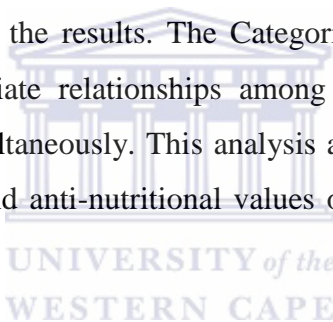 the results. The Categori
iate relationships among
ltaneously. This analysis a
d anti-nutritional values o
UNIVERSITY of the
WESTERN CAPE